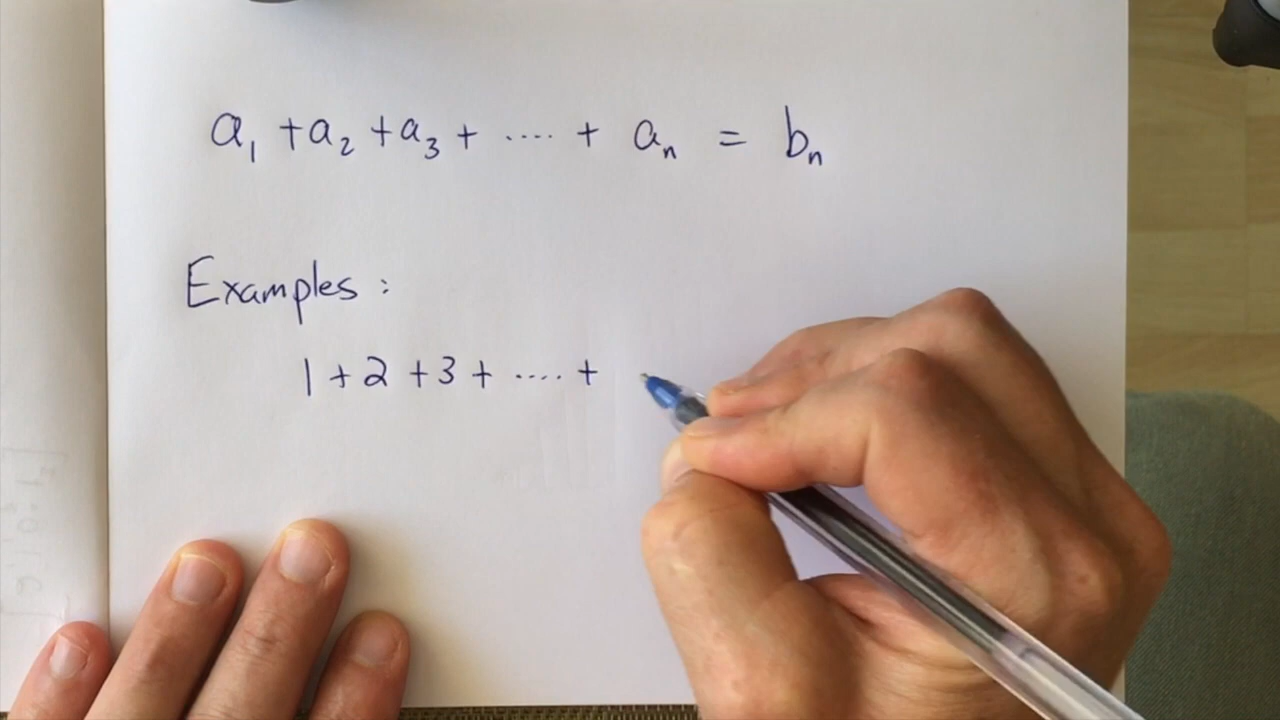 a₁ + a₂ + a₃ + .... + aₙ = bₙ
Examples :
1 + 2 + 3 + .... +